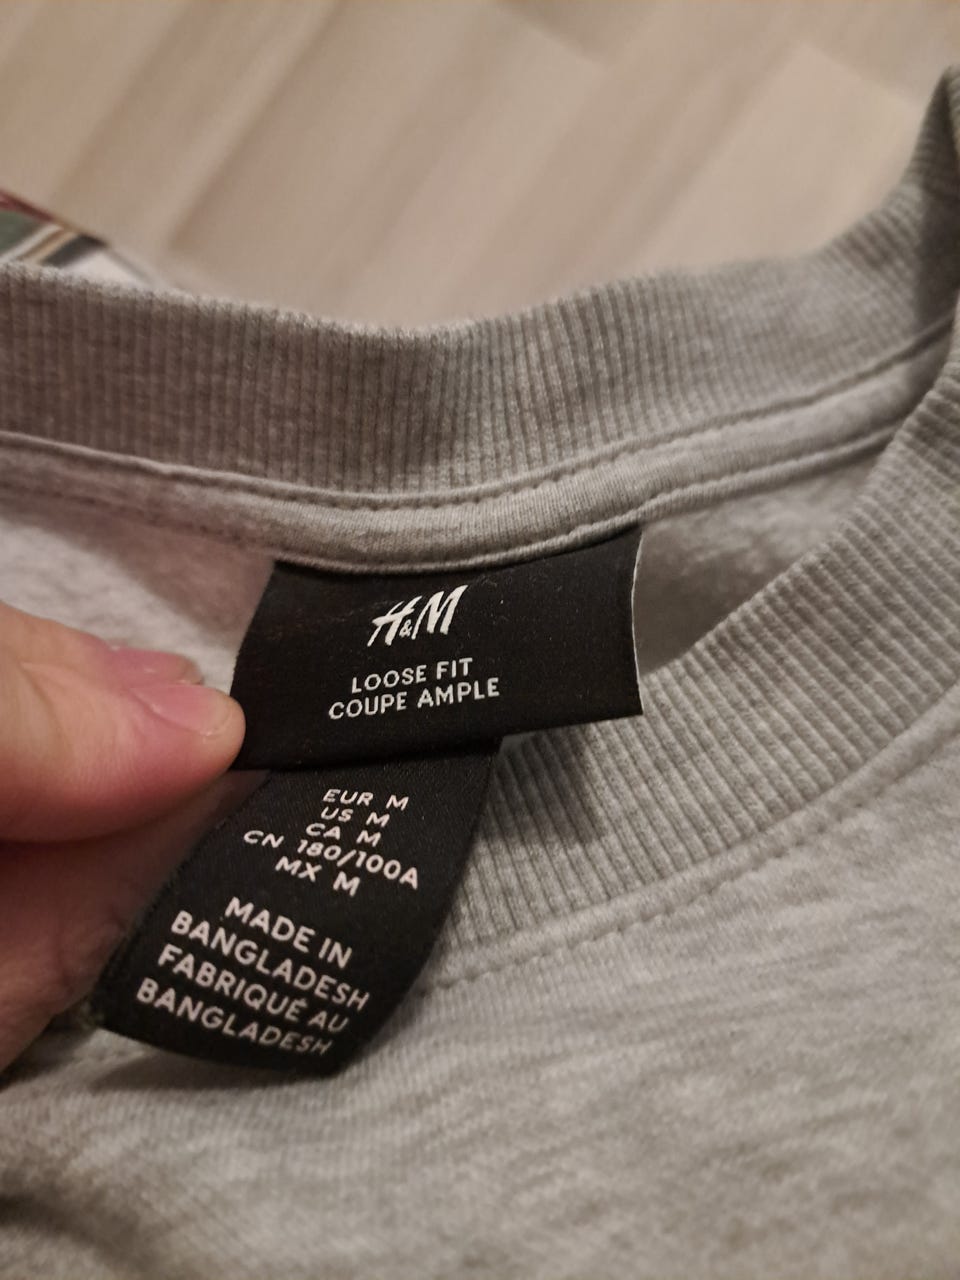 H&M
LOOSE FIT
COUPE AMPLE
EUR M
US M
CA M
CN 180/100A
MX M
MADE IN
BANGLADESH
FABRIQUÉ AU
BANGLADESH